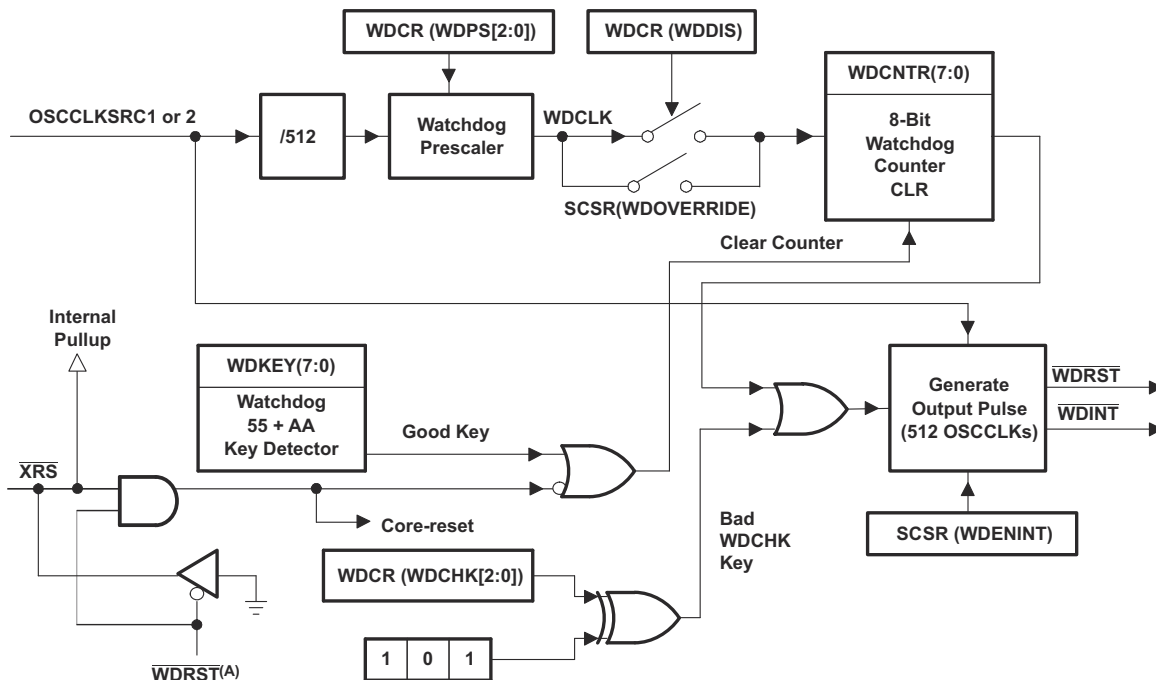 WDCR (WDPS[2:0])
WDCR (WDDIS)
WDCNTR(7:0)
OSCCLKSRC1 or 2
/512
Watchdog
Prescaler
WDCLK
8-Bit
Watchdog
Counter
CLR
SCSR(WDOVERRIDE)
Clear Counter
Internal
Pullup
WDKEY(7:0)
Watchdog
55 + AA
Key Detector
Good Key
Generate
Output Pulse
(512 OSCCLKs)
WDRST
WDINT
XRS
Core-reset
Bad
WDCHK
Key
SCSR (WDENINT)
WDCR (WDCHK[2:0])
1 0 1
WDRST(A)